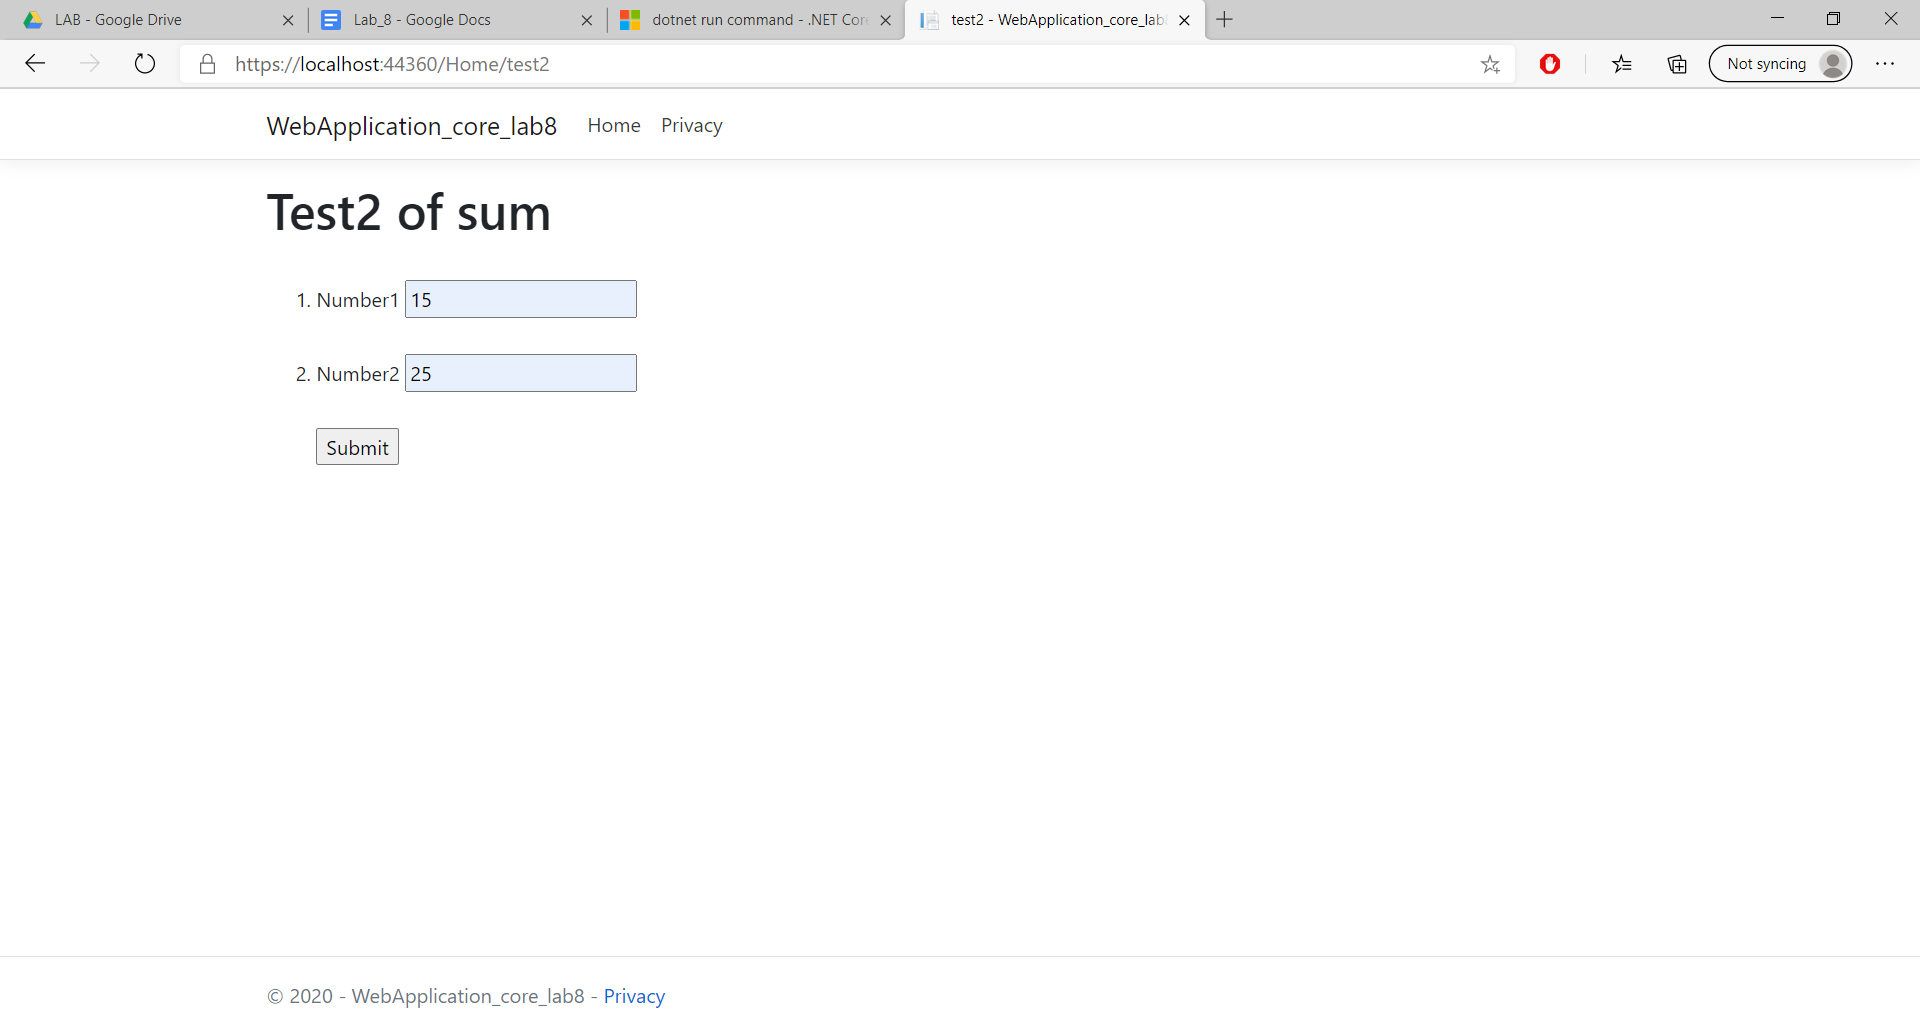 LAB - Google Drive
Lab_8 - Google Docs
dotnet run command - .NET Core
test2 - WebApplication_core_lab
https://localhost:44360/Home/test2
Not syncing
WebApplication_core_lab8 Home Privacy
Test2 of sum
1. Number1 15
2. Number2 25
Submit
© 2020 - WebApplication_core_lab8 - Privacy